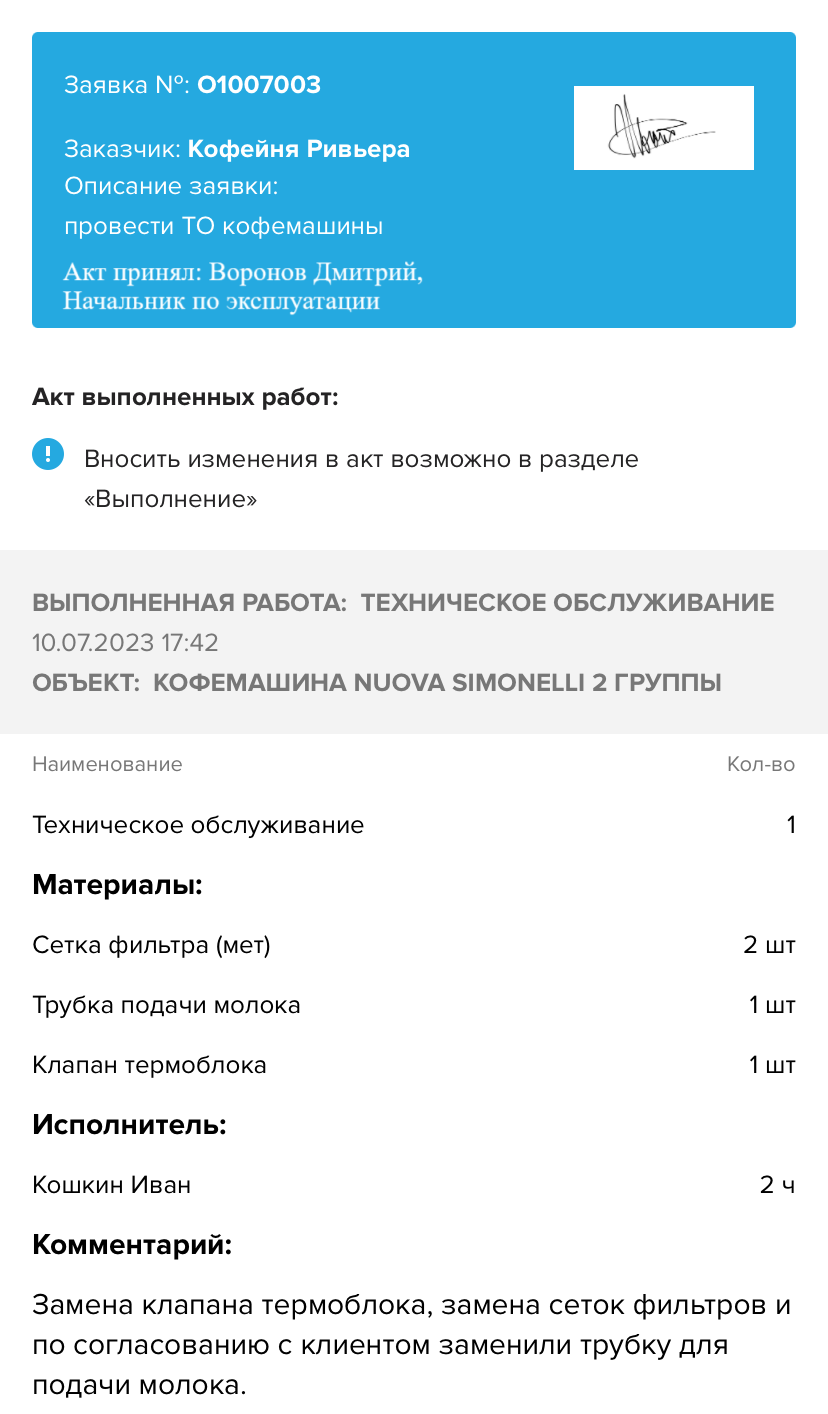 Заявка №: О1007003
Заказчик: Кофейня Ривьера
Описание заявки:
провести ТО кофемашины
Акт принял: Воронов Дмитрий,
Начальник по эксплуатации
Акт выполненных работ:
!
Вносить изменения в акт возможно в разделе
«Выполнение»
ВЫПОЛНЕННАЯ РАБОТА: ТЕХНИЧЕСКОЕ ОБСЛУЖИВАНИЕ
10.07.2023 17:42
ОБЪЕКТ: КОФЕМАШИНА NUOVA SIMONELLI 2 ГРУППЫ
Наименование Кол-во
Техническое обслуживание 1
Материалы:
Сетка фильтра (мет) 2 шт
Трубка подачи молока 1 шт
Клапан термоблока 1 шт
Исполнитель:
Кошкин Иван 2 ч
Комментарий:
Замена клапана термоблока, замена сеток фильтров и
по согласованию с клиентом заменили трубку для
подачи молока.